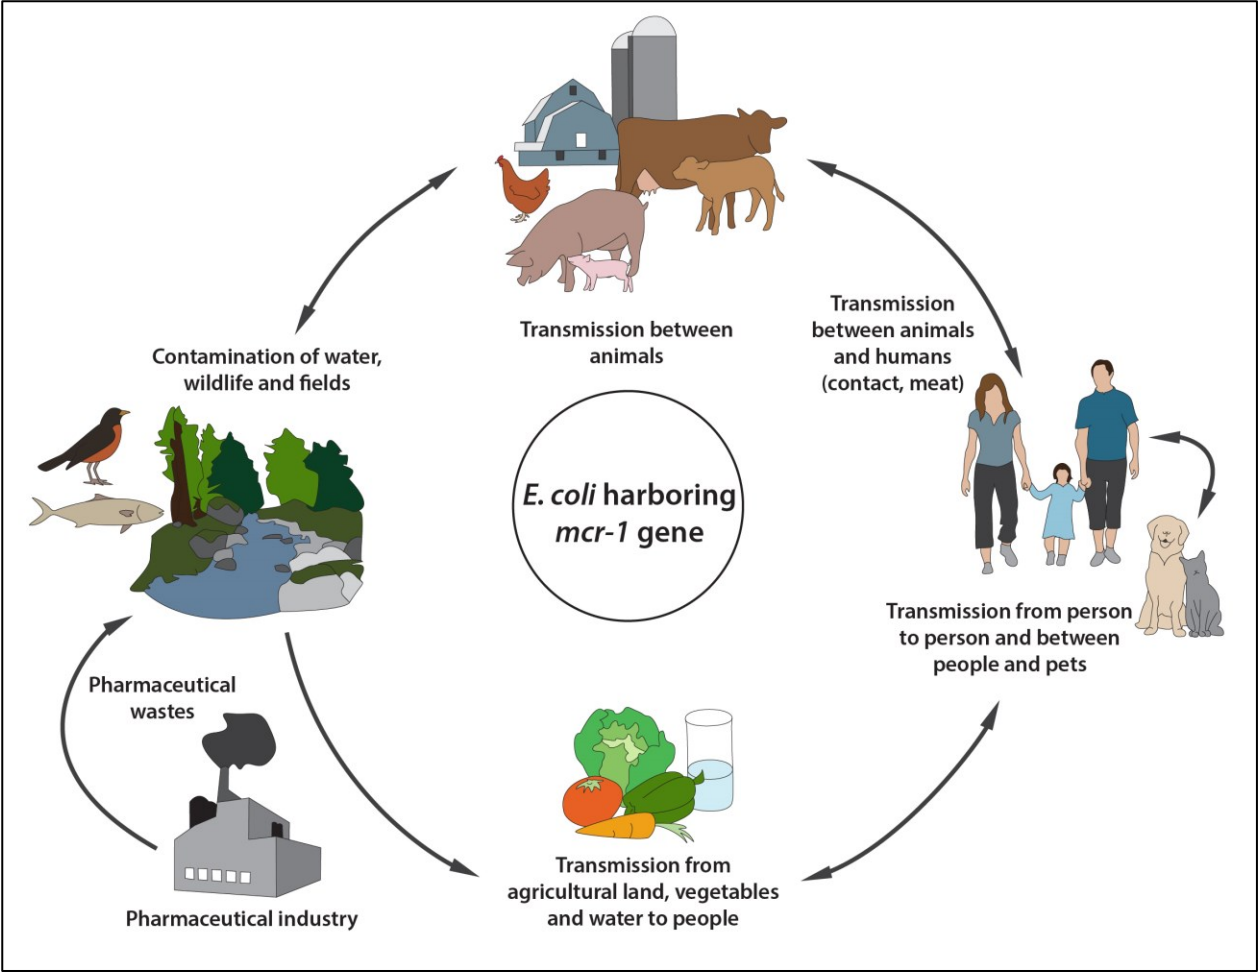 Transmission between
animals
Transmission
between animals
and humans
(contact, meat)
Contamination of water,
wildlife and fields
E. coli harboring
mcr-1 gene
Transmission from person
to person and between
people and pets
Pharmaceutical
wastes
Pharmaceutical industry
Transmission from
agricultural land, vegetables
and water to people